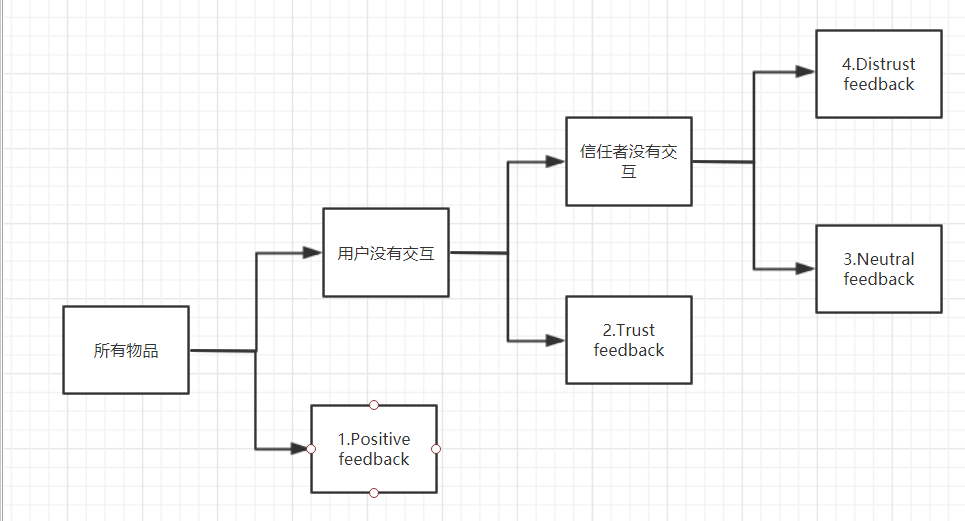 4.Distrust
feedback
信任者没有交
互
用户没有交互
3.Neutral
feedback
所有物品
2.Trust
feedback
1.Positive
feedback